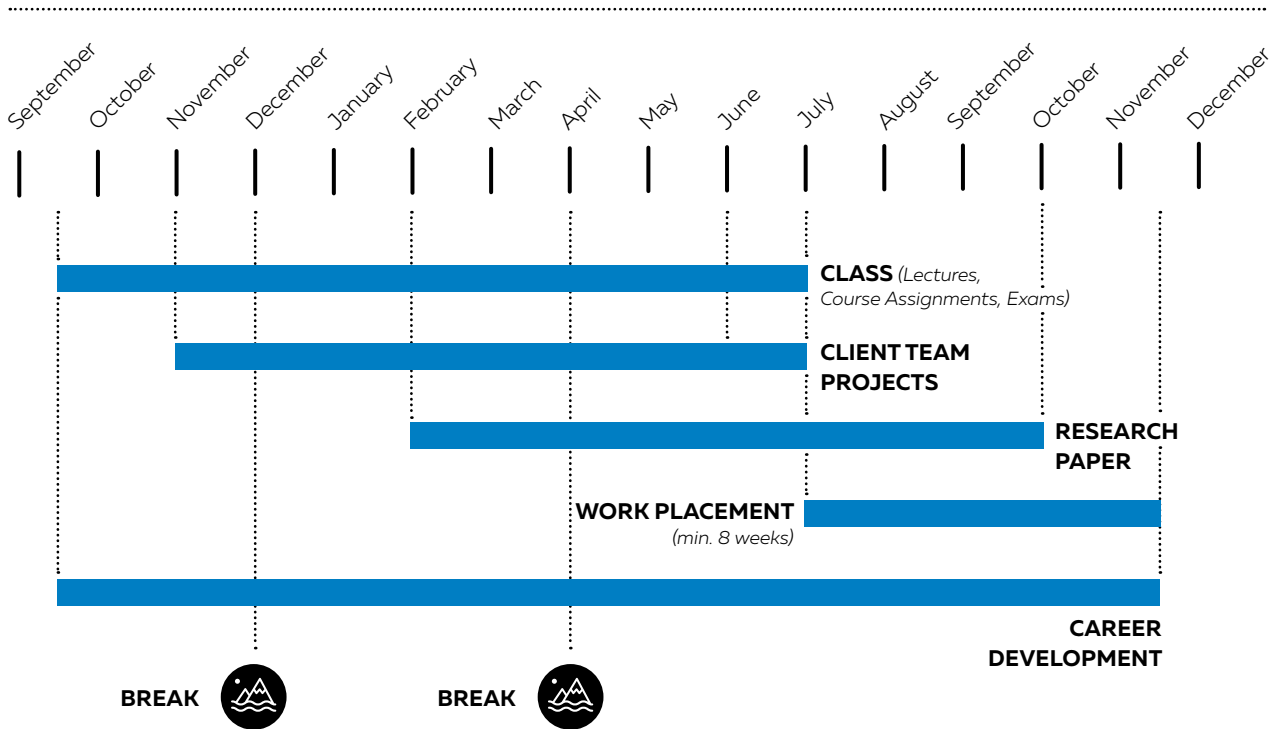 September
October
November
December
January
February
March
April
May
June
July
August
September
October
November
December
CLASS (Lectures,
Course Assignments, Exams)
CLIENT TEAM
PROJECTS
RESEARCH
PAPER
WORK PLACEMENT
(min. 8 weeks)
CAREER
DEVELOPMENT
BREAK
BREAK